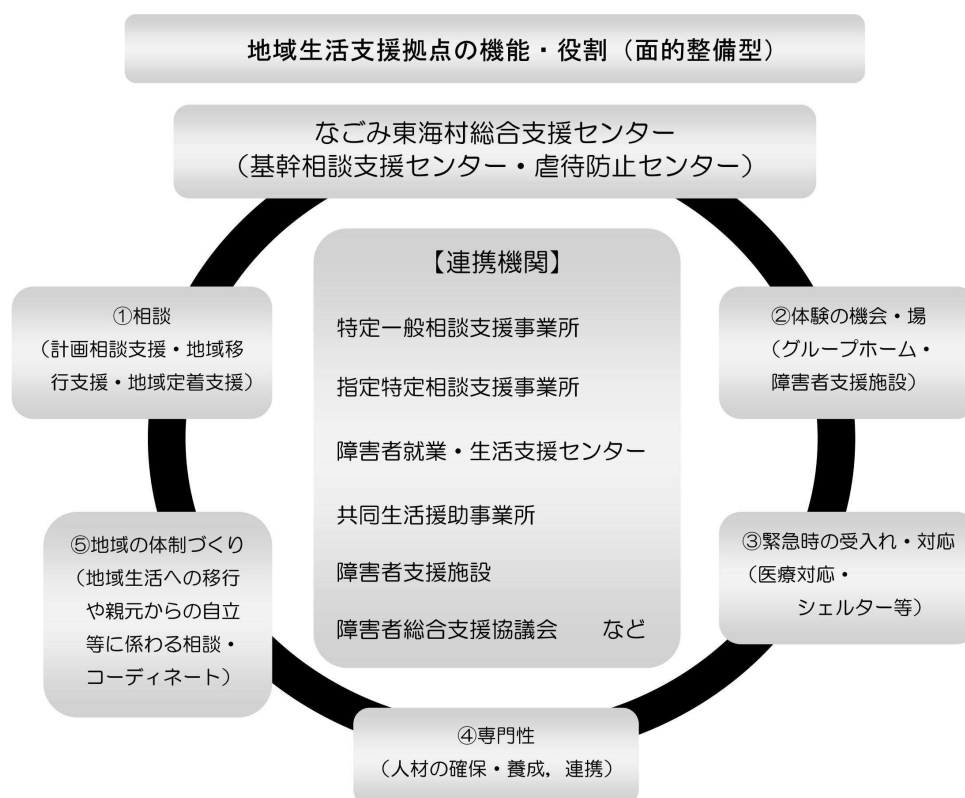 地域生活支援拠点の機能・役割（面的整備型）
なごみ東海村総合支援センター
（基幹相談支援センター・虐待防止センター）
【連携機関】
特定一般相談支援事業所
指定特定相談支援事業所
障害者就業・生活支援センター
共同生活援助事業所
障害者支援施設
障害者総合支援協議会　など
①相談
（計画相談支援・地域移
行支援・地域定着支援）
②体験の機会・場
（グループホーム・
障害者支援施設）
③緊急時の受入れ・対応
（医療対応・
シェルター等）
④専門性
（人材の確保・養成，連携）
⑤地域の体制づくり
（地域生活への移行
や親元からの自立
等に係わる相談・
コーディネート）